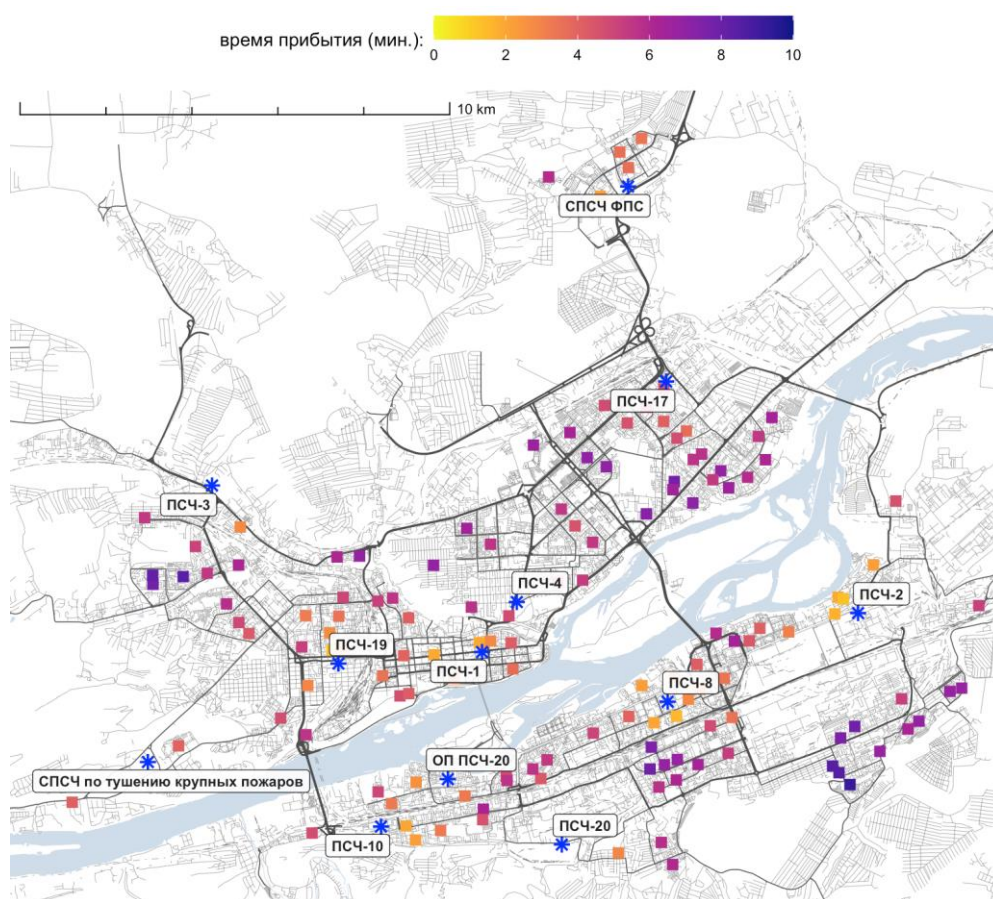 время прибытия (мин.):
0 2 4 6 8 10
10 km
СПСЧ ФПС
ПСЧ-17
ПСЧ-3
ПСЧ-4
ПСЧ-2
ПСЧ-19
ПСЧ-1
ПСЧ-8
СПСЧ по тушению крупных пожаров
ОП ПСЧ-20
ПСЧ-10
ПСЧ-20